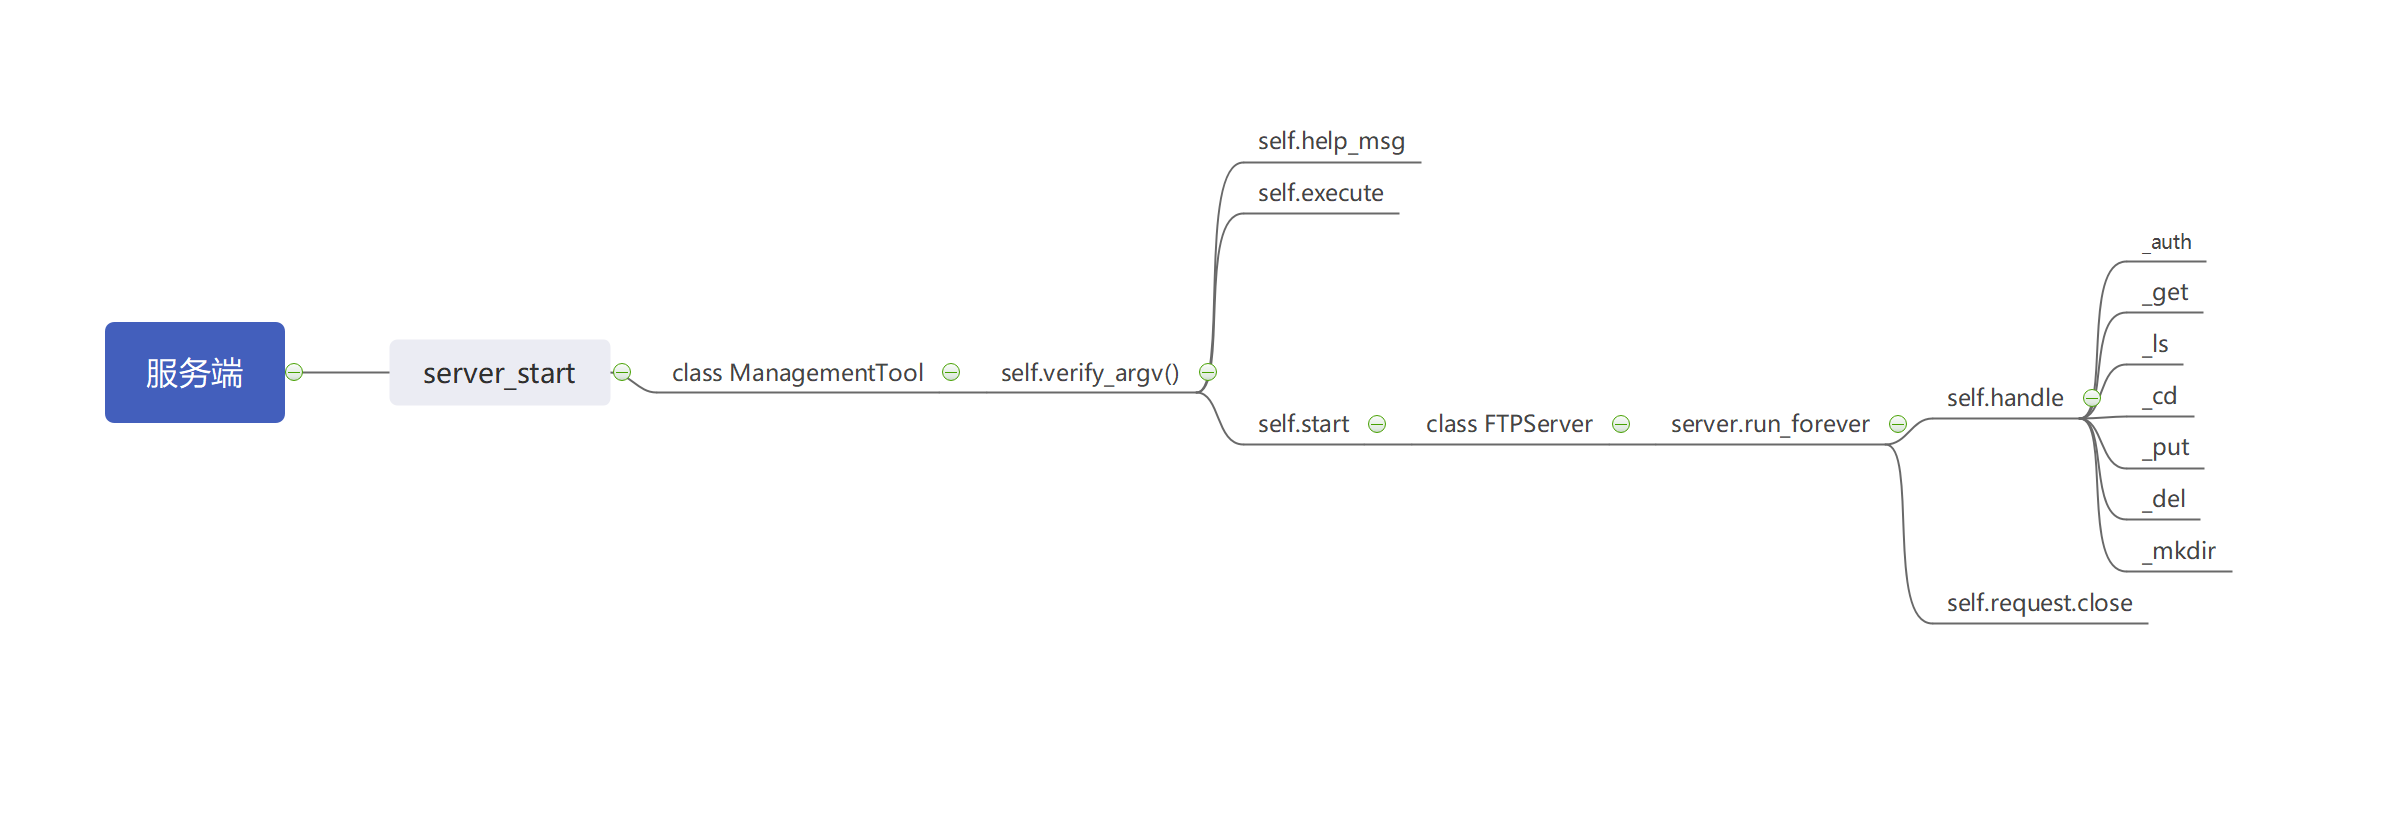 服务端
server_start
class ManagementTool
self.verify_argv()
self.help_msg
self.execute
self.start
class FTPServer
server.run_forever
self.handle
_auth
_get
_ls
_cd
_put
_del
_mkdir
self.request.close